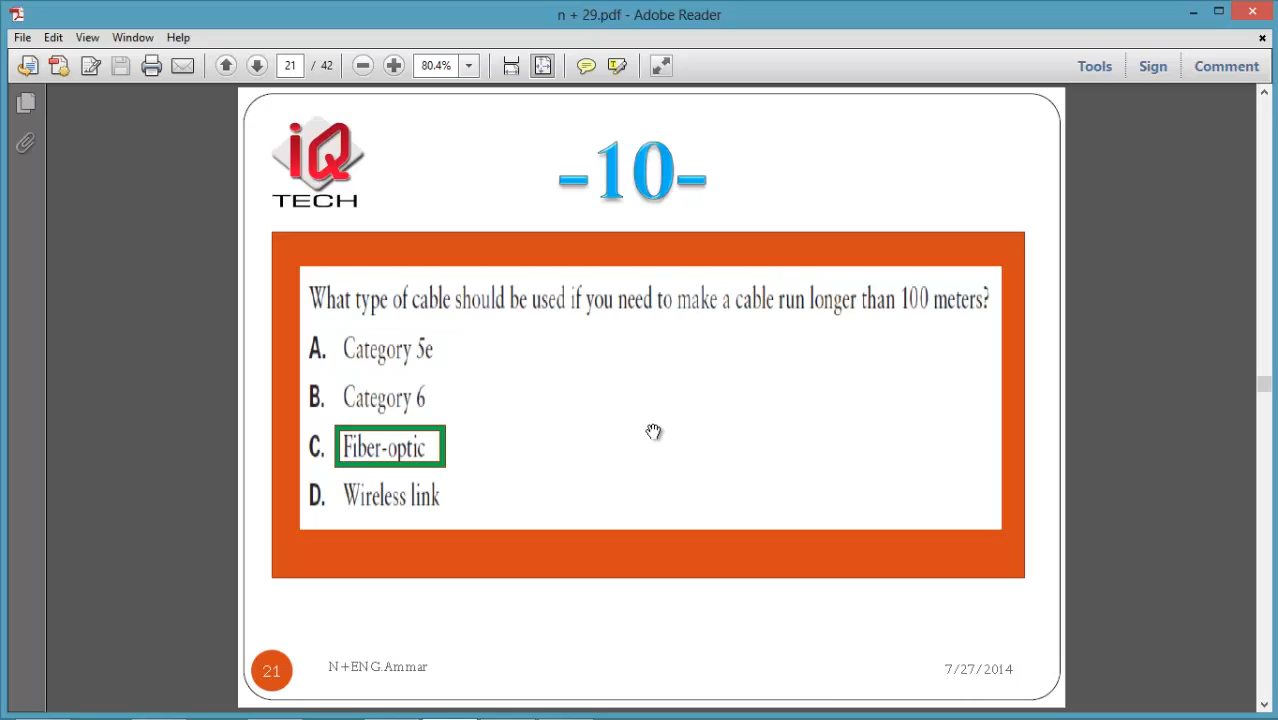 n + 29.pdf - Adobe Reader
File Edit View Window Help
21 / 42 80.4% Tools Sign Comment
iQ
TECH
-10-
What type of cable should be used if you need to make a cable run longer than 100 meters?
A. Category 5e
B. Category 6
C. Fiber-optic
D. Wireless link
21 N+ENG.Ammar 7/27/2014